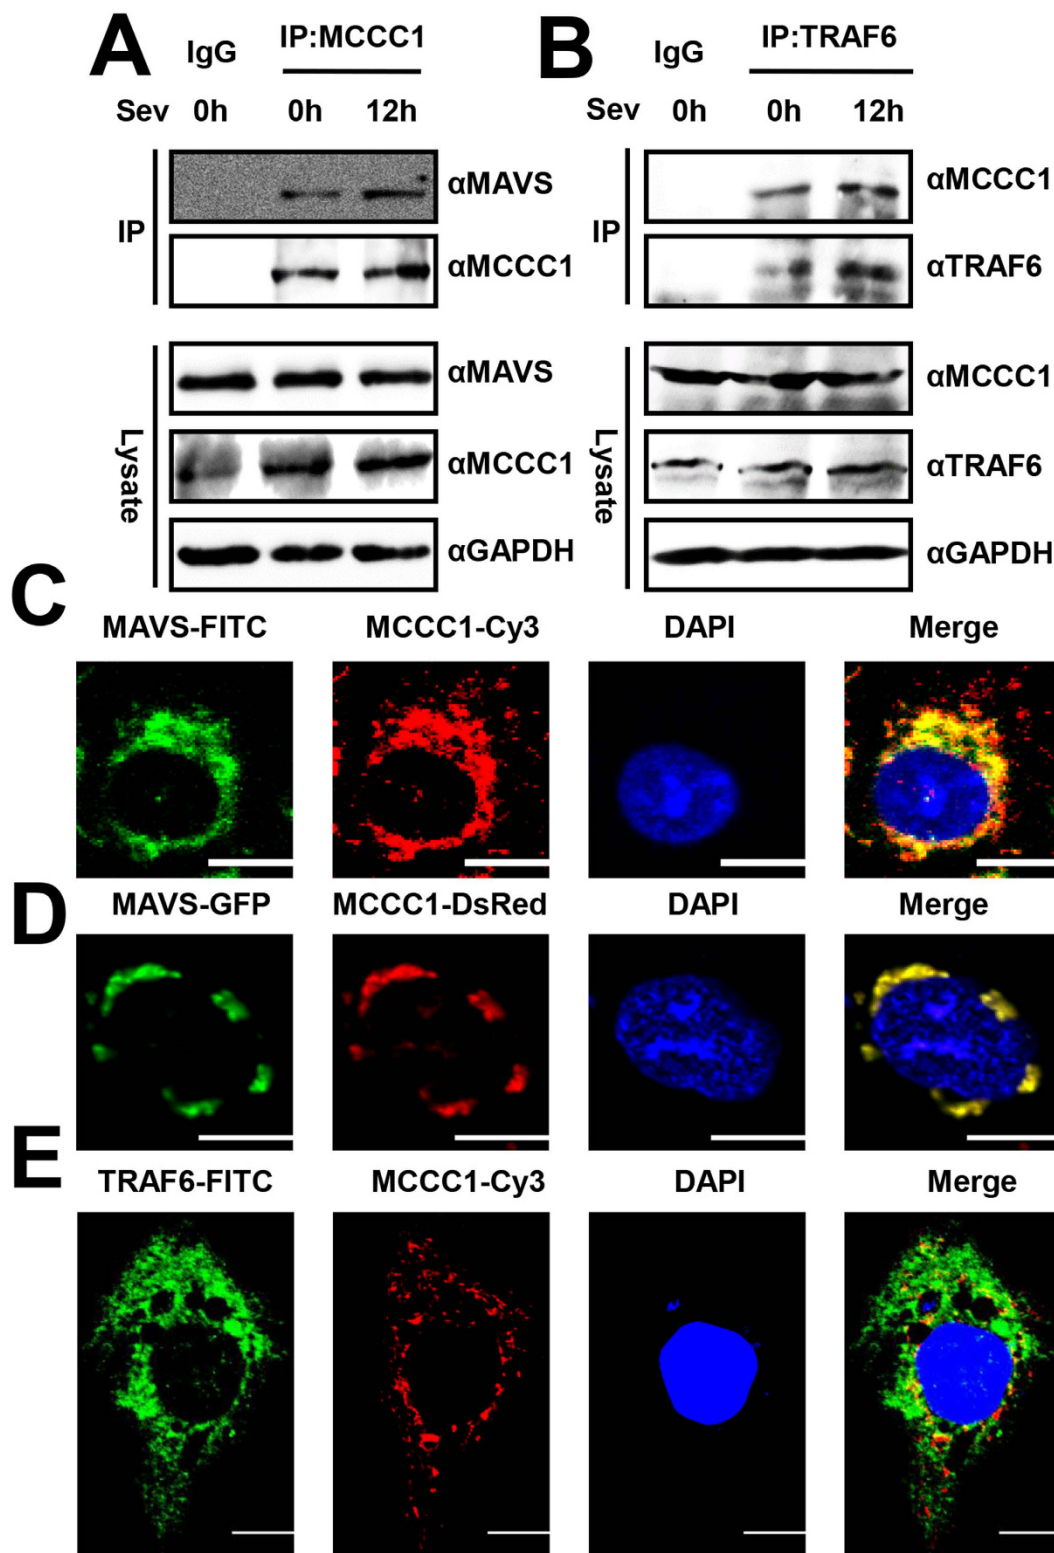 A
IgG IP:MCCC1
Sev 0h 0h 12h
IP
αMAVS
αMCCC1
Lysate
αMAVS
αMCCC1
αGAPDH
B
IgG IP:TRAF6
Sev 0h 0h 12h
IP
αMCCC1
αTRAF6
Lysate
αMCCC1
αTRAF6
αGAPDH
C
MAVS-FITC MCCC1-Cy3 DAPI Merge
D
MAVS-GFP MCCC1-DsRed DAPI Merge
E
TRAF6-FITC MCCC1-Cy3 DAPI Merge